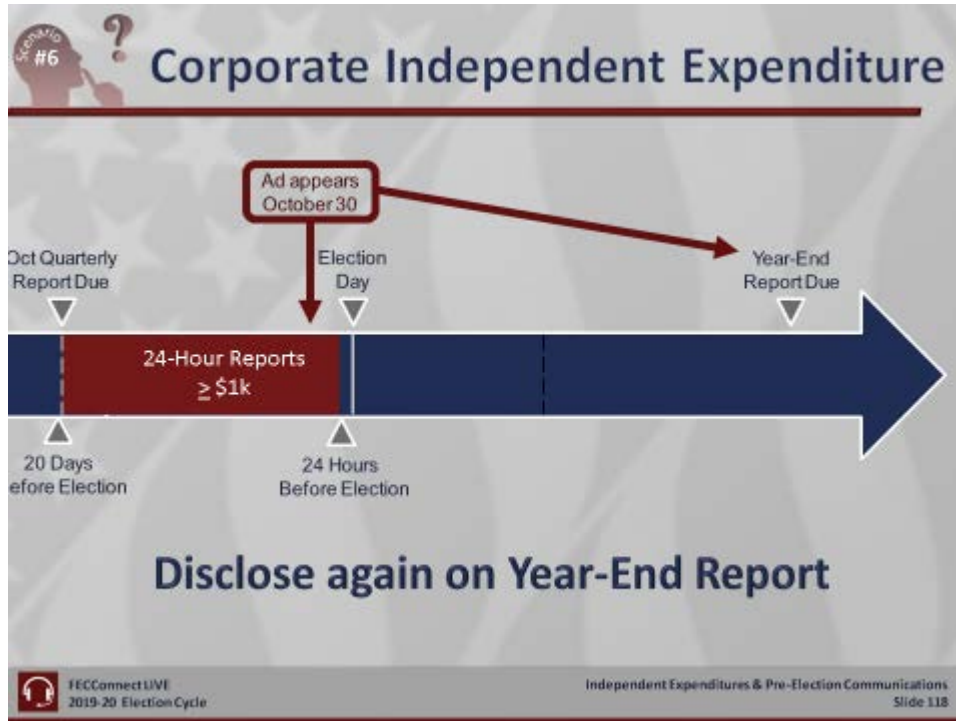 Scenario
#6
?
Corporate Independent Expenditure
Ad appears
October 30
Oct Quarterly
Report Due
Election
Day
Year-End
Report Due
24-Hour Reports
≥ $1k
20 Days
efore Election
24 Hours
Before Election
Disclose again on Year-End Report
FECConnect LIVE
2019-20 Election Cycle
Independent Expenditures & Pre-Election Communications
Slide 118